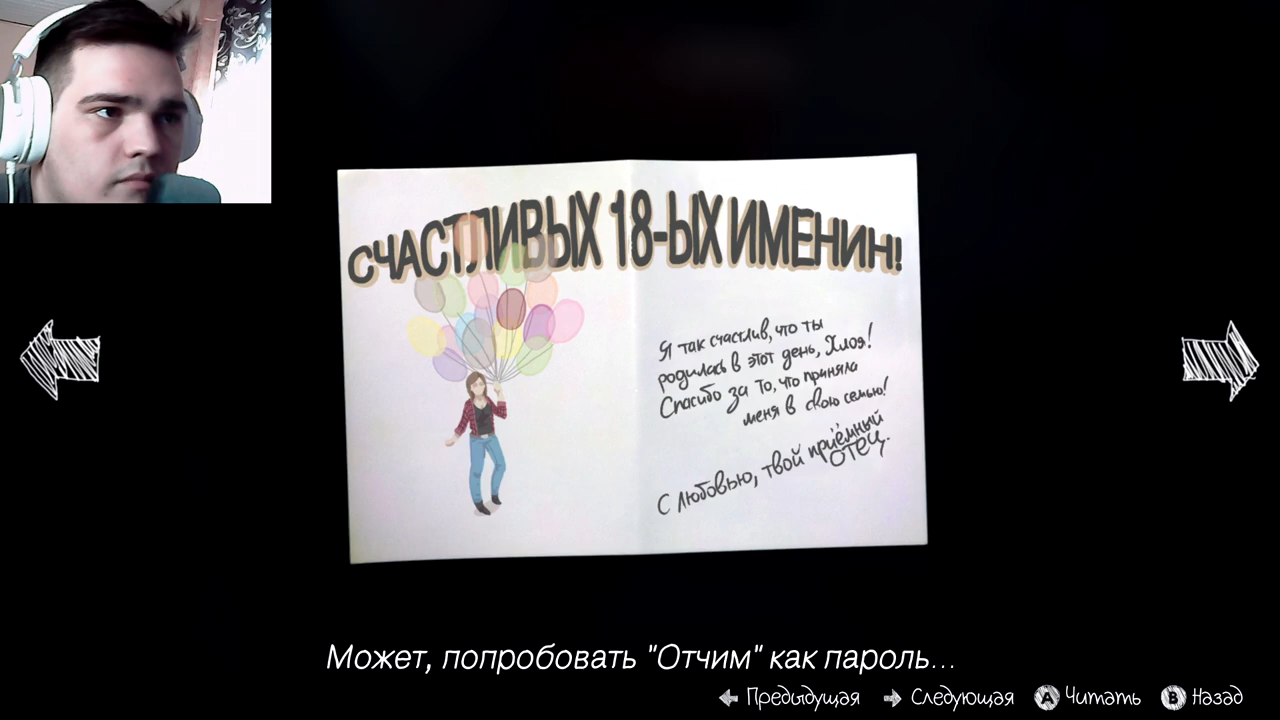 СЧАСТЛИВЫХ 18-ЫХ ИМЕНИН!
Я так счастлив, что ты
родилась в этот день, Хлоя!
Спасибо за то, что приняла
меня в свою семью!
С любовью, твой приёмный
отец.
Может, попробовать "Отчим" как пароль...
Предыдущая Следующая A Читать B Назад